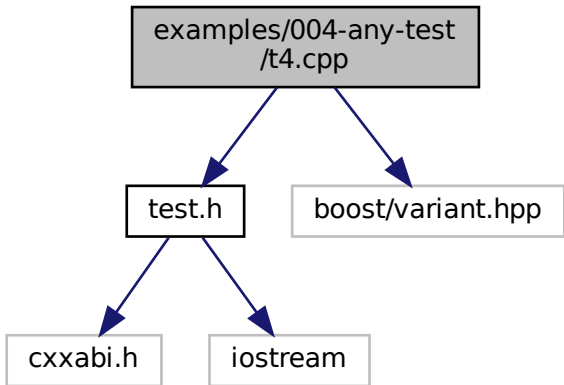 examples/004-any-test
/t4.cpp
test.h
boost/variant.hpp
cxxabi.h
iostream